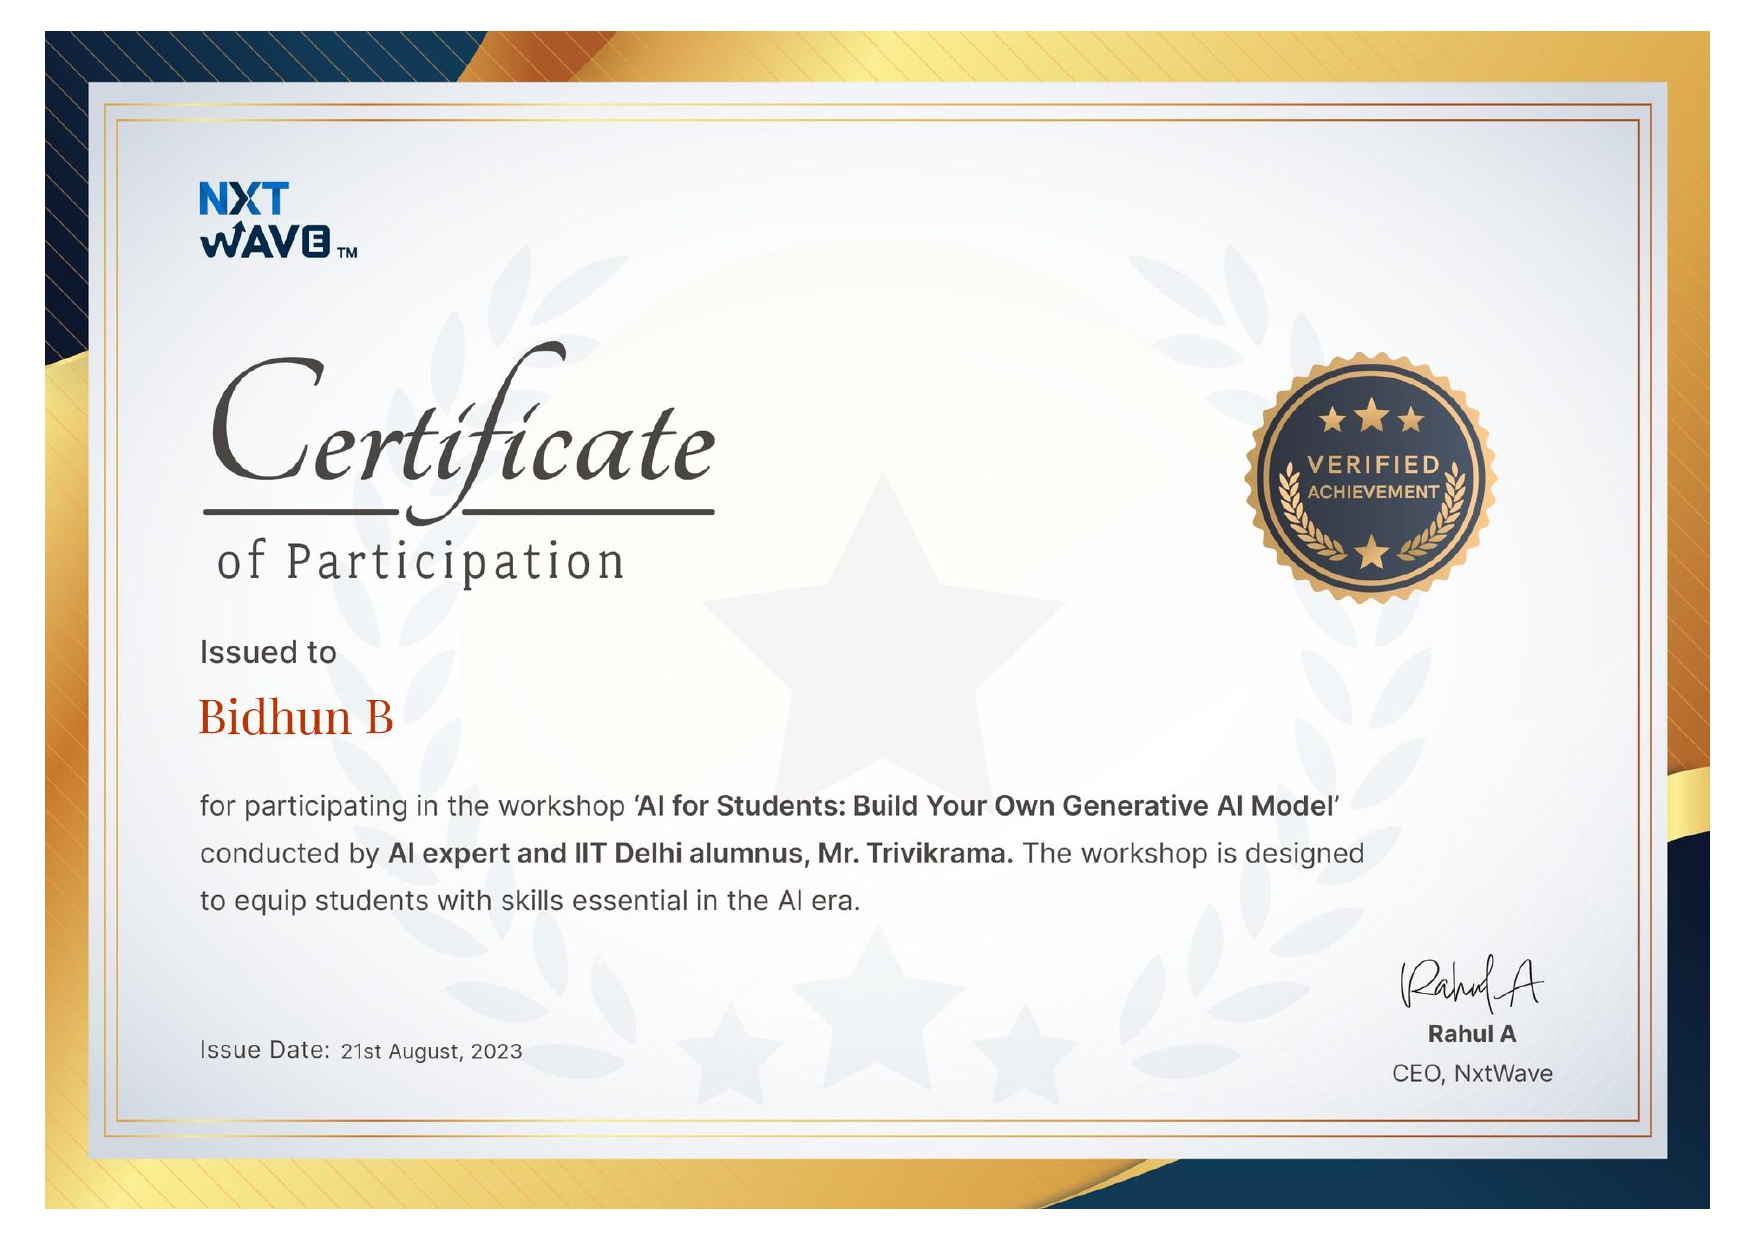 NXT
WAVE ™
Certificate
of Participation
VERIFIED
ACHIEVEMENT
Issued to
Bidhun B
for participating in the workshop ‘AI for Students: Build Your Own Generative AI Model’
conducted by AI expert and IIT Delhi alumnus, Mr. Trivikrama. The workshop is designed
to equip students with skills essential in the AI era.
Rahul A
Issue Date: 21st August, 2023
Rahul A
CEO, NxtWave